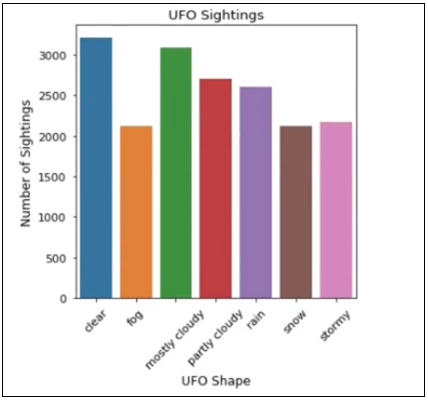 UFO Sightings
Number of Sightings
3000
2500
2000
1500
1000
500
0
clear
fog
mostly cloudy
partly cloudy
rain
snow
stormy
UFO Shape